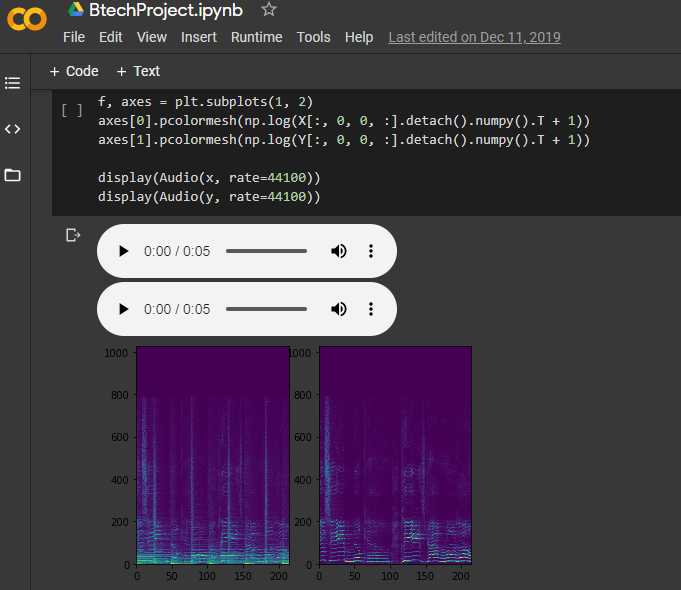 BtechProject.ipynb
File Edit View Insert Runtime Tools Help Last edited on Dec 11, 2019
+ Code + Text
[ ] f, axes = plt.subplots(1, 2)
axes[0].pcolormesh(np.log(X[:, 0, 0, :].detach().numpy().T + 1))
axes[1].pcolormesh(np.log(Y[:, 0, 0, :].detach().numpy().T + 1))
display(Audio(x, rate=44100))
display(Audio(y, rate=44100))
0:00 / 0:05
0:00 / 0:05
1000 1000
800 800
600 600
400 400
200 200
0 0
0 50 100 150 200 0 50 100 150 200